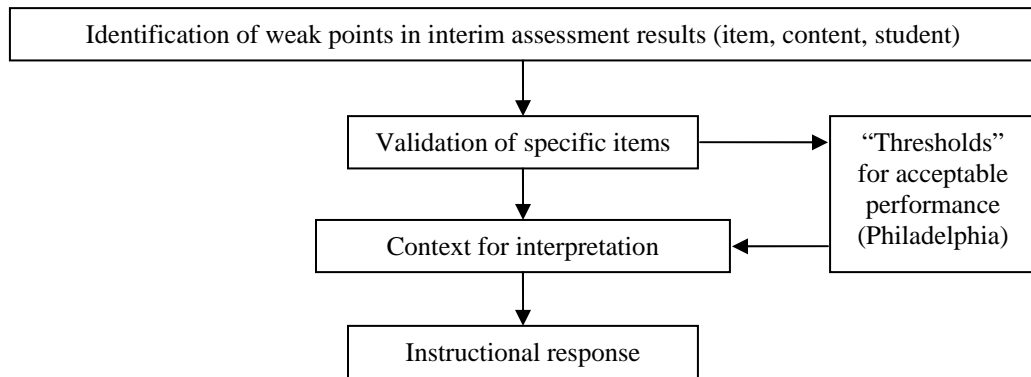 Identification of weak points in interim assessment results (item, content, student)
Validation of specific items
“Thresholds”
for acceptable
performance
(Philadelphia)
Context for interpretation
Instructional response